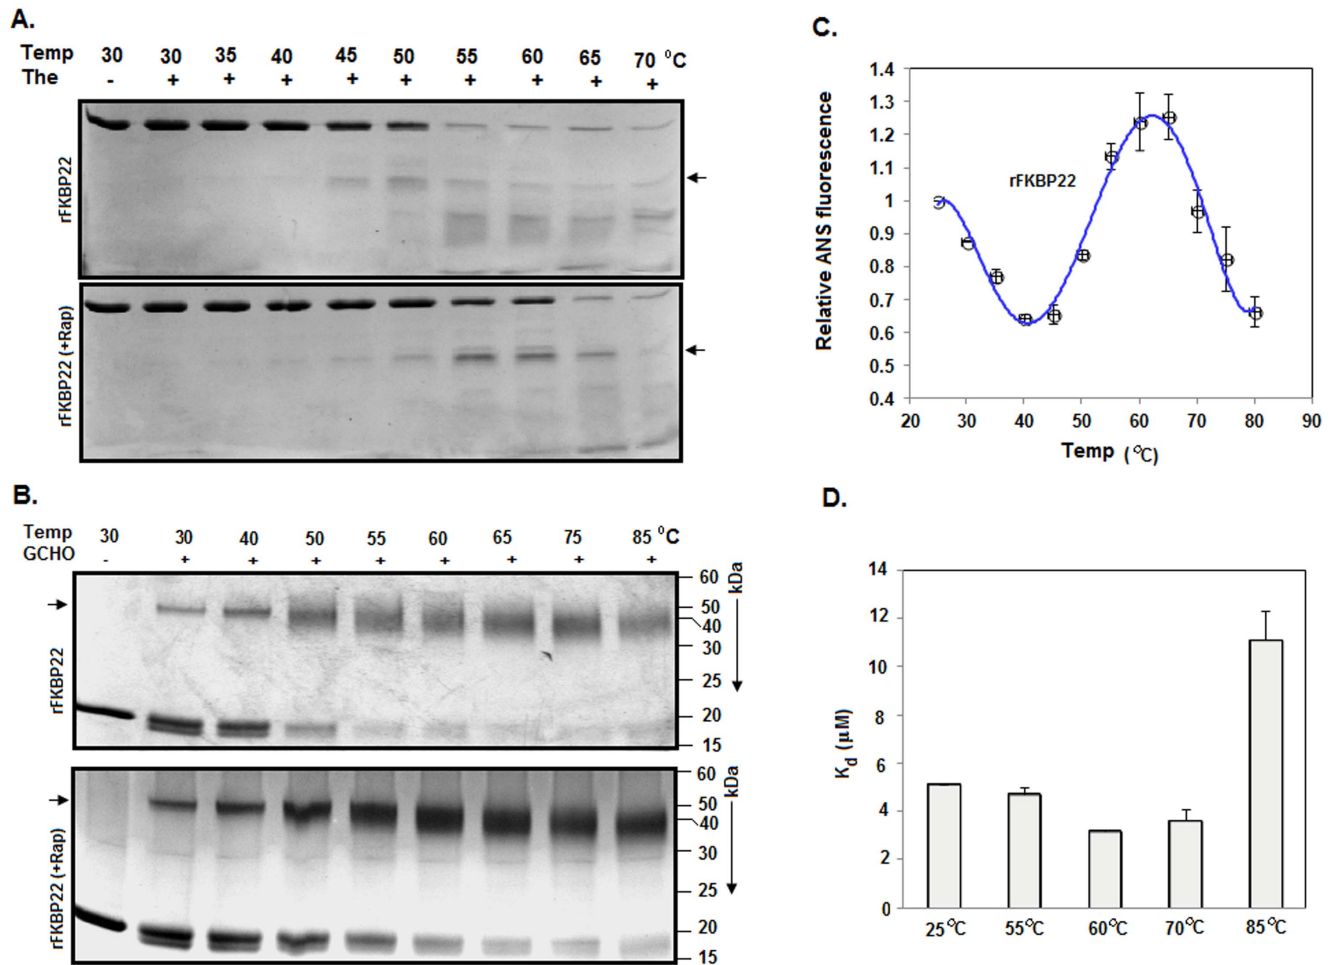 A.
Temp 30 30 35 40 45 50 55 60 65 70 °C
The - + + + + + + + + +
rFKBP22
rFKBP22 (+Rap)
B.
Temp 30 30 40 50 55 60 65 75 85 °C
GCHO - + + + + + + + +
rFKBP22
60
50
40
30
25
20
15
kDa
rFKBP22 (+Rap)
60
50
40
30
25
20
15
kDa
C.
Relative ANS fluorescence
1.4
1.3
1.2
1.1
1
0.9
0.8
0.7
0.6
0.5
0.4
rFKBP22
20 30 40 50 60 70 80 90
Temp (°C)
D.
Kd (µM)
14
12
10
8
6
4
2
0
25°C 55°C 60°C 70°C 85°C